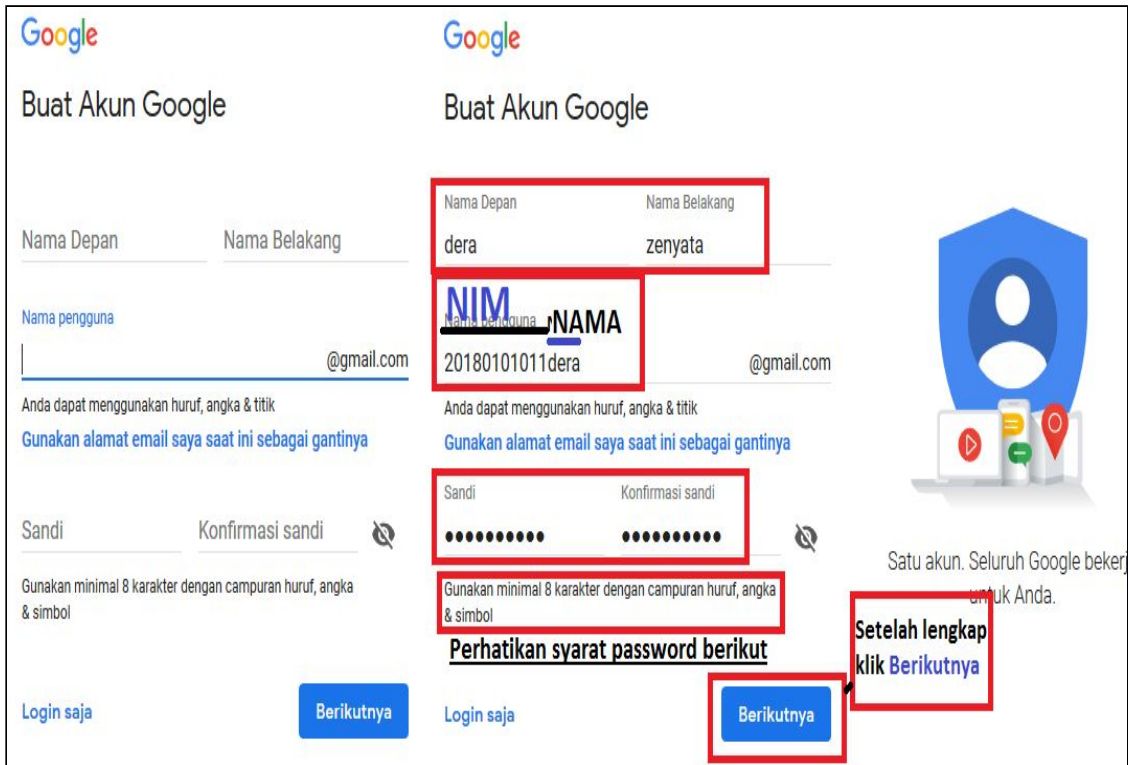 Google
Buat Akun Google
Nama Depan Nama Belakang
Nama pengguna
@gmail.com
Anda dapat menggunakan huruf, angka & titik
Gunakan alamat email saya saat ini sebagai gantinya
Sandi Konfirmasi sandi
Gunakan minimal 8 karakter dengan campuran huruf, angka
& simbol
Login saja Berikutnya
Google
Buat Akun Google
Nama Depan Nama Belakang
dera zenyata
NIM
Nama pengguna NAMA
20180101011dera @gmail.com
Anda dapat menggunakan huruf, angka & titik
Gunakan alamat email saya saat ini sebagai gantinya
Sandi Konfirmasi sandi
•••••••••• ••••••••••
Gunakan minimal 8 karakter dengan campuran huruf, angka
& simbol
Perhatikan syarat password berikut
Login saja Berikutnya
Satu akun. Seluruh Google bekerj
untuk Anda.
Setelah lengkap
klik Berikutnya